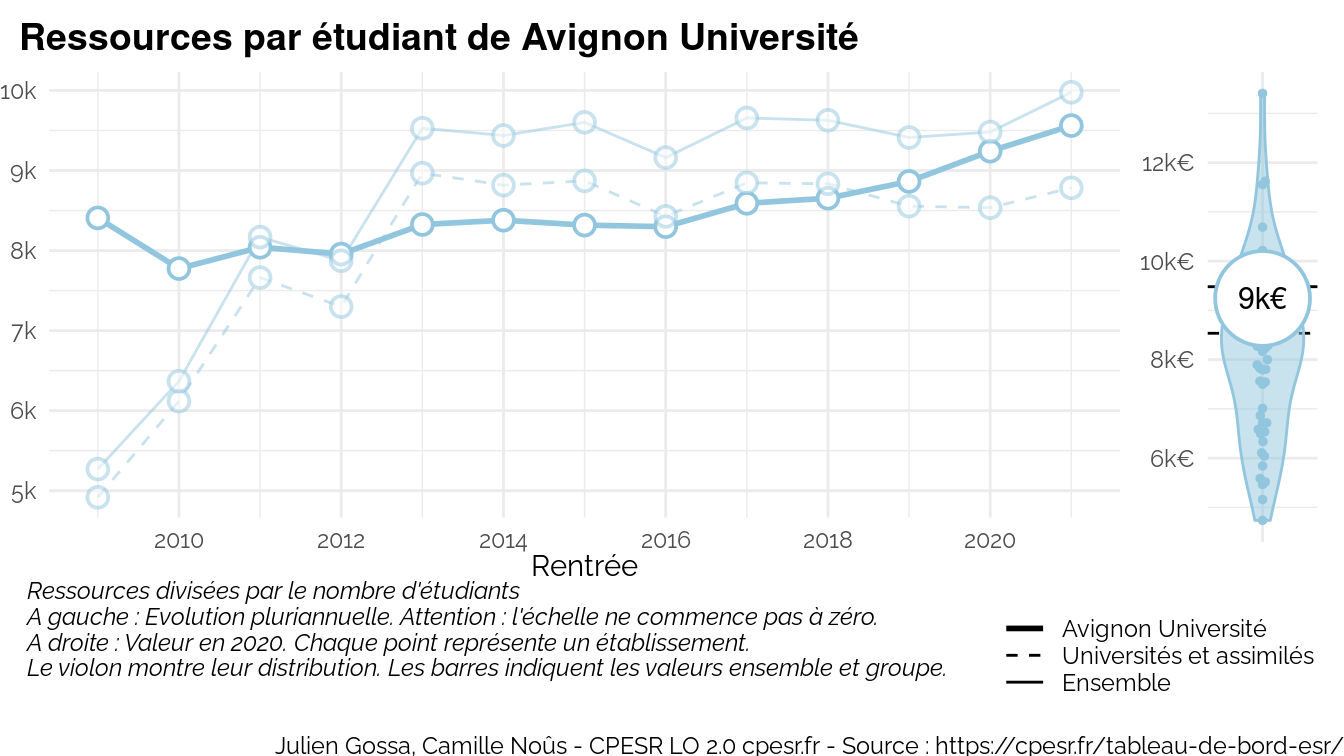 Ressources par étudiant de Avignon Université
10k
9k
8k
7k
6k
5k
2010 2012 2014 2016 2018 2020
Rentrée
12k€
10k€
9k€
8k€
6k€
Ressources divisées par le nombre d'étudiants
A gauche : Evolution pluriannuelle. Attention : l'échelle ne commence pas à zéro.
A droite : Valeur en 2020. Chaque point représente un établissement.
Le violon montre leur distribution. Les barres indiquent les valeurs ensemble et groupe.
Avignon Université
Universités et assimilés
Ensemble
Julien Gossa, Camille Noûs - CPESR LO 2.0 cpesr.fr - Source : https://cpesr.fr/tableau-de-bord-esr/